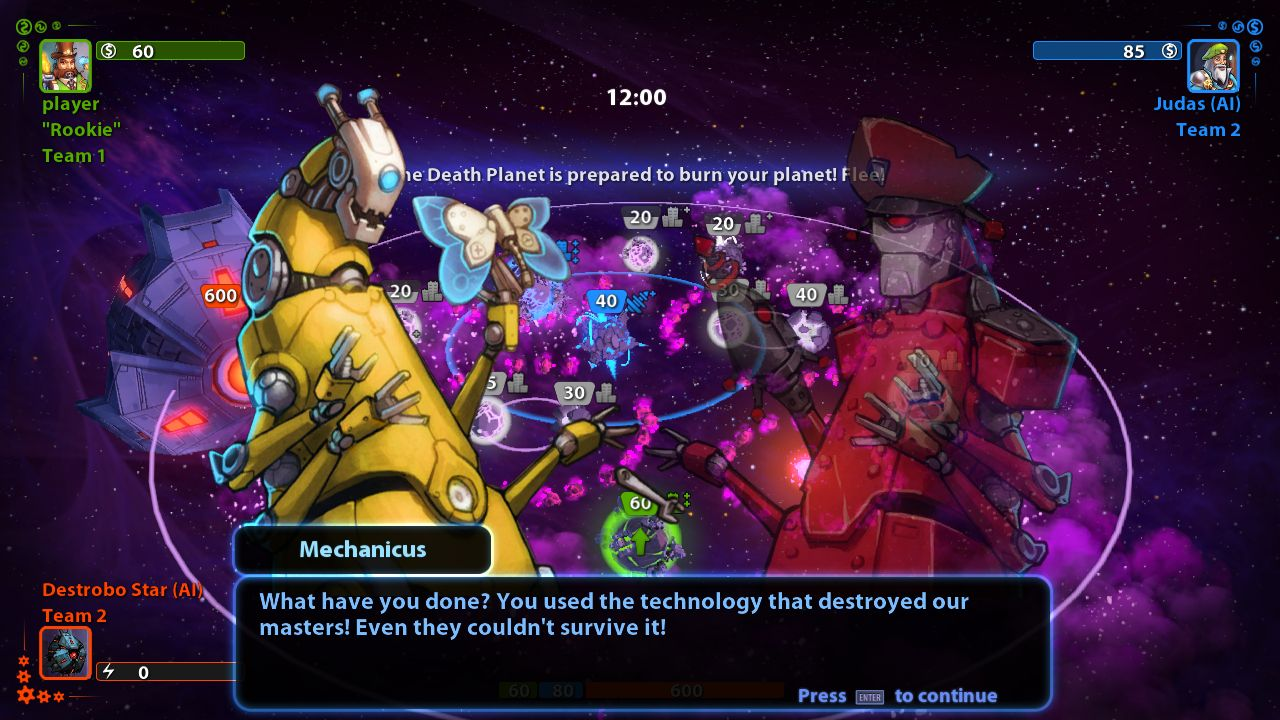 60
85
player
"Rookie"
Team 1
12:00
Judas (AI)
Team 2
he Death Planet is prepared to burn your planet! Flee!
20
20
600
20
40
30
40
5
30
60
Mechanicus
What have you done? You used the technology that destroyed our
masters! Even they couldn't survive it!
Destrobo Star (AI)
Team 2
0
60 80 600
Press ENTER to continue